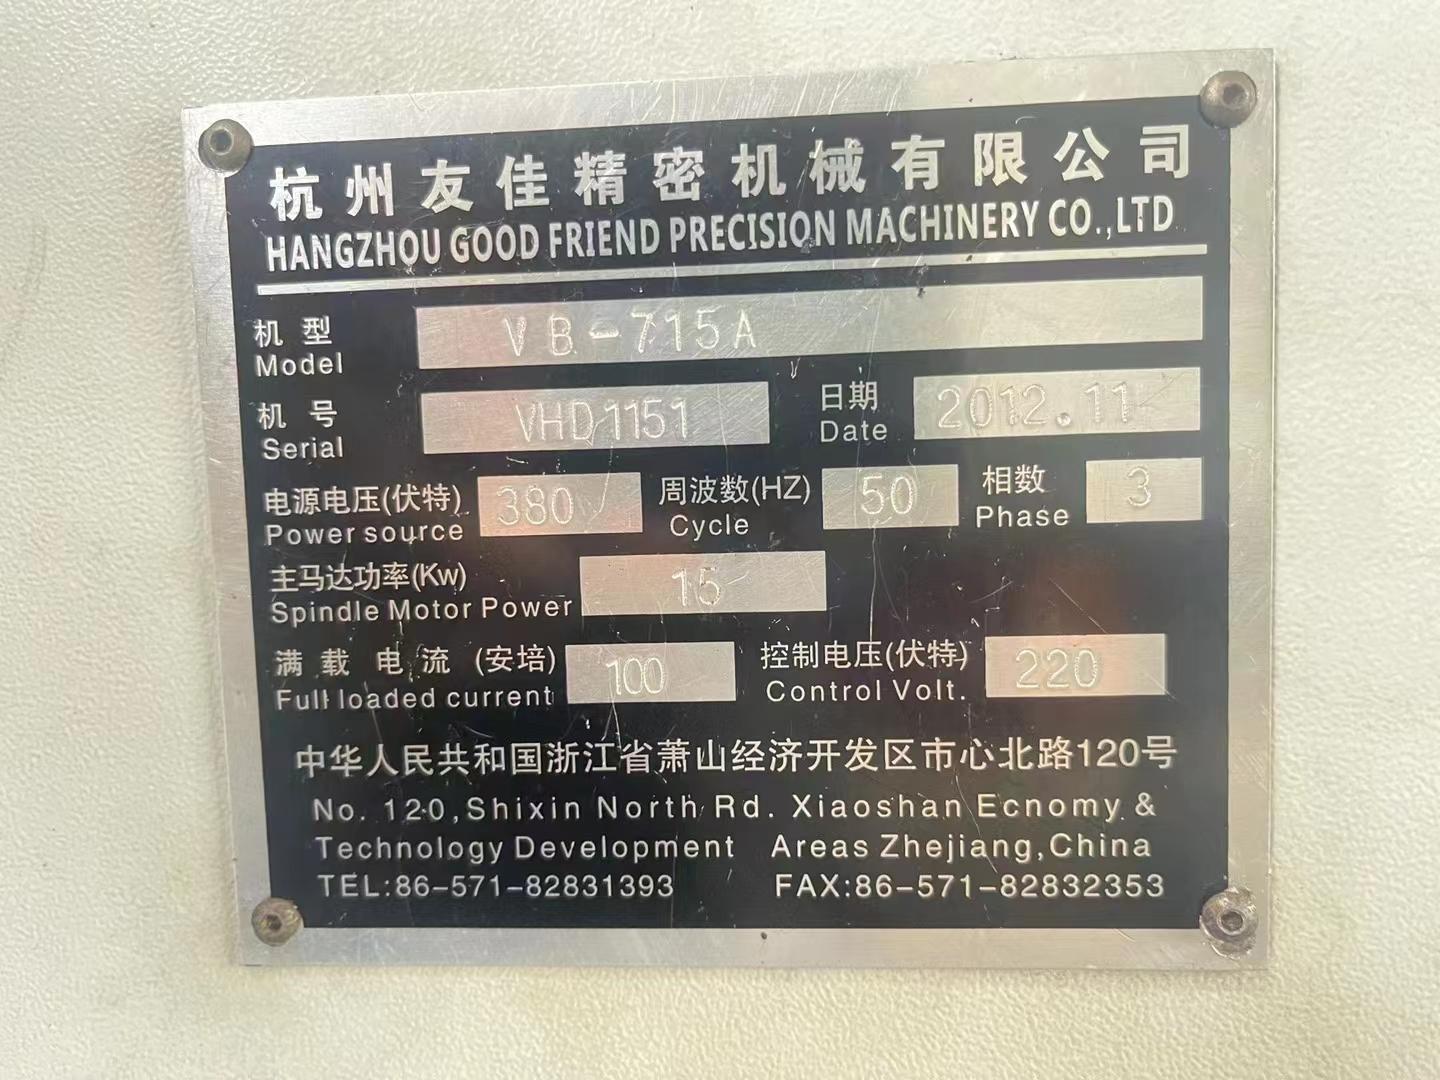 杭州友佳精密机械有限公司
HANGZHOU GOOD FRIEND PRECISION MACHINERY CO.,LTD
机型 VB-715A
Model
机号 VHD1151 日期 2012.11
Serial Date
电源电压(伏特) 380 周波数(HZ) 50 相数 3
Power source Cycle Phase
主马达功率(Kw) 15
Spindle Motor Power
满载电流(安培) 100 控制电压(伏特) 220
Full loaded current Control Volt.
中华人民共和国浙江省萧山经济开发区市心北路120号
No. 120,Shixin North Rd. Xiaoshan Ecnomy &
Technology Development Areas Zhejiang,China
TEL:86-571-82831393 FAX:86-571-82832353